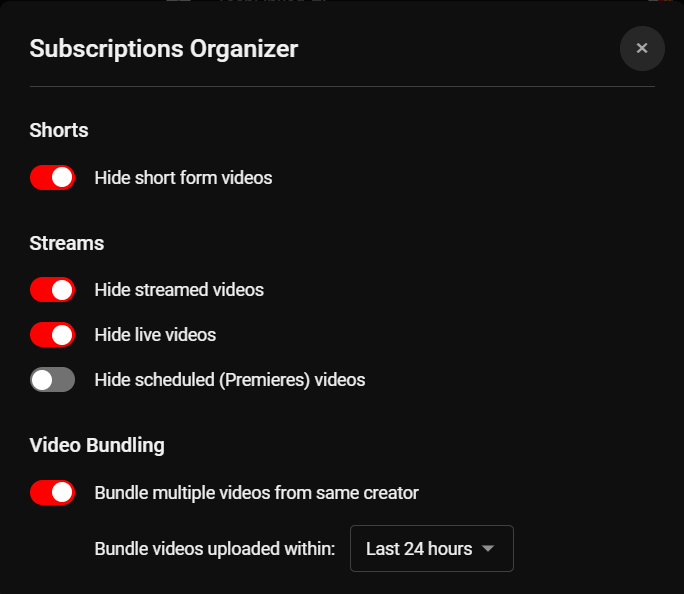 Subscriptions Organizer
Shorts
Hide short form videos
Streams
Hide streamed videos
Hide live videos
Hide scheduled (Premieres) videos
Video Bundling
Bundle multiple videos from same creator
Bundle videos uploaded within: Last 24 hours